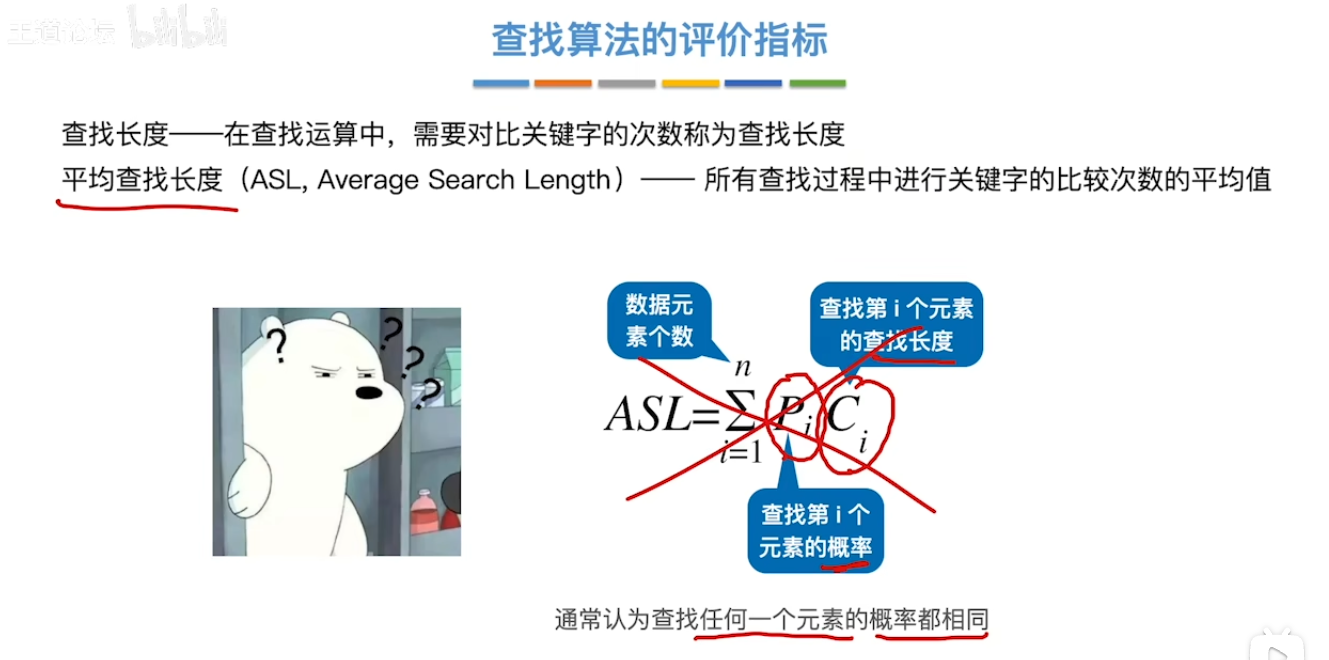 王道论坛 bilibili
查找算法的评价指标
查找长度——在查找运算中，需要对比关键字的次数称为查找长度
平均查找长度（ASL, Average Search Length）—— 所有查找过程中进行关键字的比较次数的平均值
数据元
素个数
查找第 i 个元素
的查找长度
? ? ? ?
n
ASL=∑ P_i C_i
i=1
查找第 i 个
元素的概率
通常认为查找任何一个元素的概率都相同